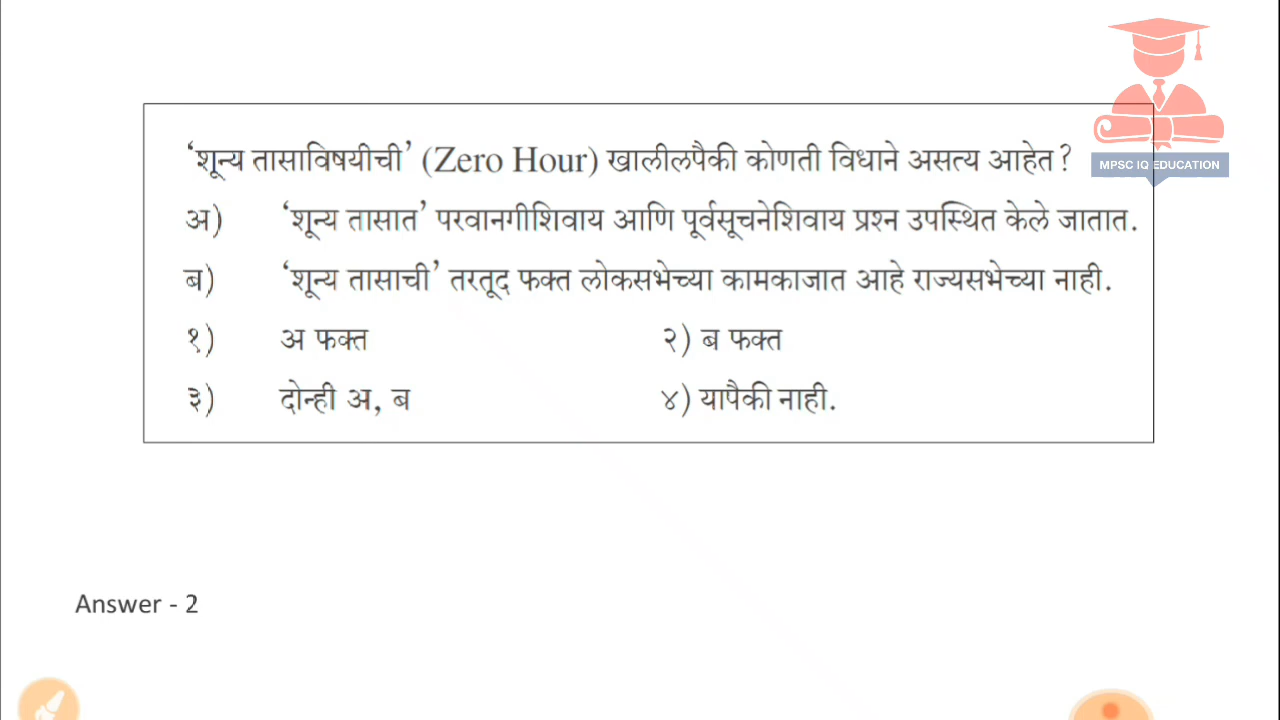 MPSC IQ EDUCATION
‘शून्य तासाविषयीची’ (Zero Hour) खालीलपैकी कोणती विधाने असत्य आहेत?
अ) ‘शून्य तासात’ परवानगीशिवाय आणि पूर्वसूचनेशिवाय प्रश्न उपस्थित केले जातात.
ब) ‘शून्य तासाची’ तरतूद फक्त लोकसभेच्या कामकाजात आहे राज्यसभेच्या नाही.
१) अ फक्त २) ब फक्त
३) दोन्ही अ, ब ४) यापैकी नाही.
Answer - 2